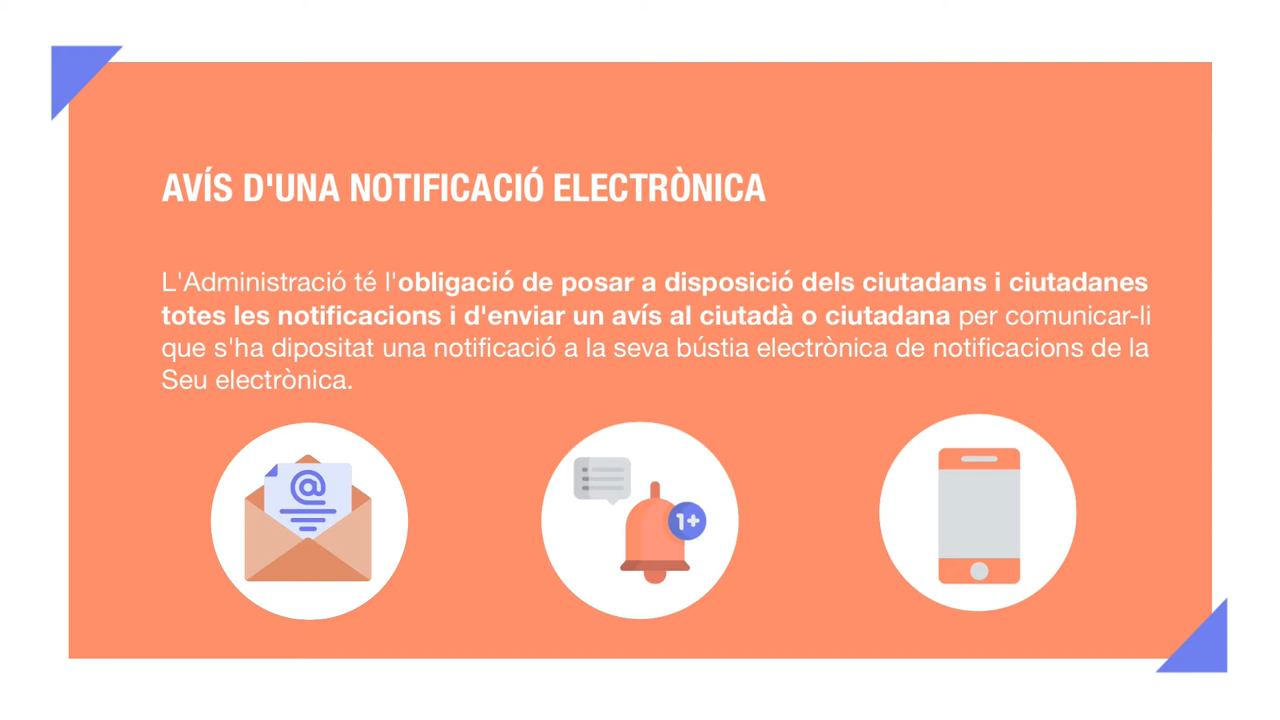 AVÍS D'UNA NOTIFICACIÓ ELECTRÒNICA
L'Administració té l'obligació de posar a disposició dels ciutadans i ciutadanes
totes les notificacions i d'enviar un avís al ciutadà o ciutadana per comunicar-li
que s'ha dipositat una notificació a la seva bústia electrònica de notificacions de la
Seu electrònica.
@
1+